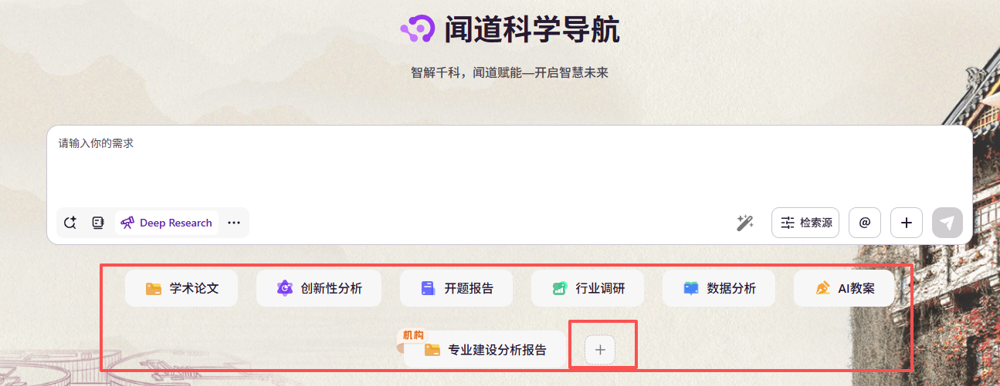 闻道科学导航
智解千科，闻道赋能—开启智慧未来
请输入你的需求
Deep Research
检索源
@
学术论文
创新性分析
开题报告
行业调研
数据分析
AI教案
机构
专业建设分析报告